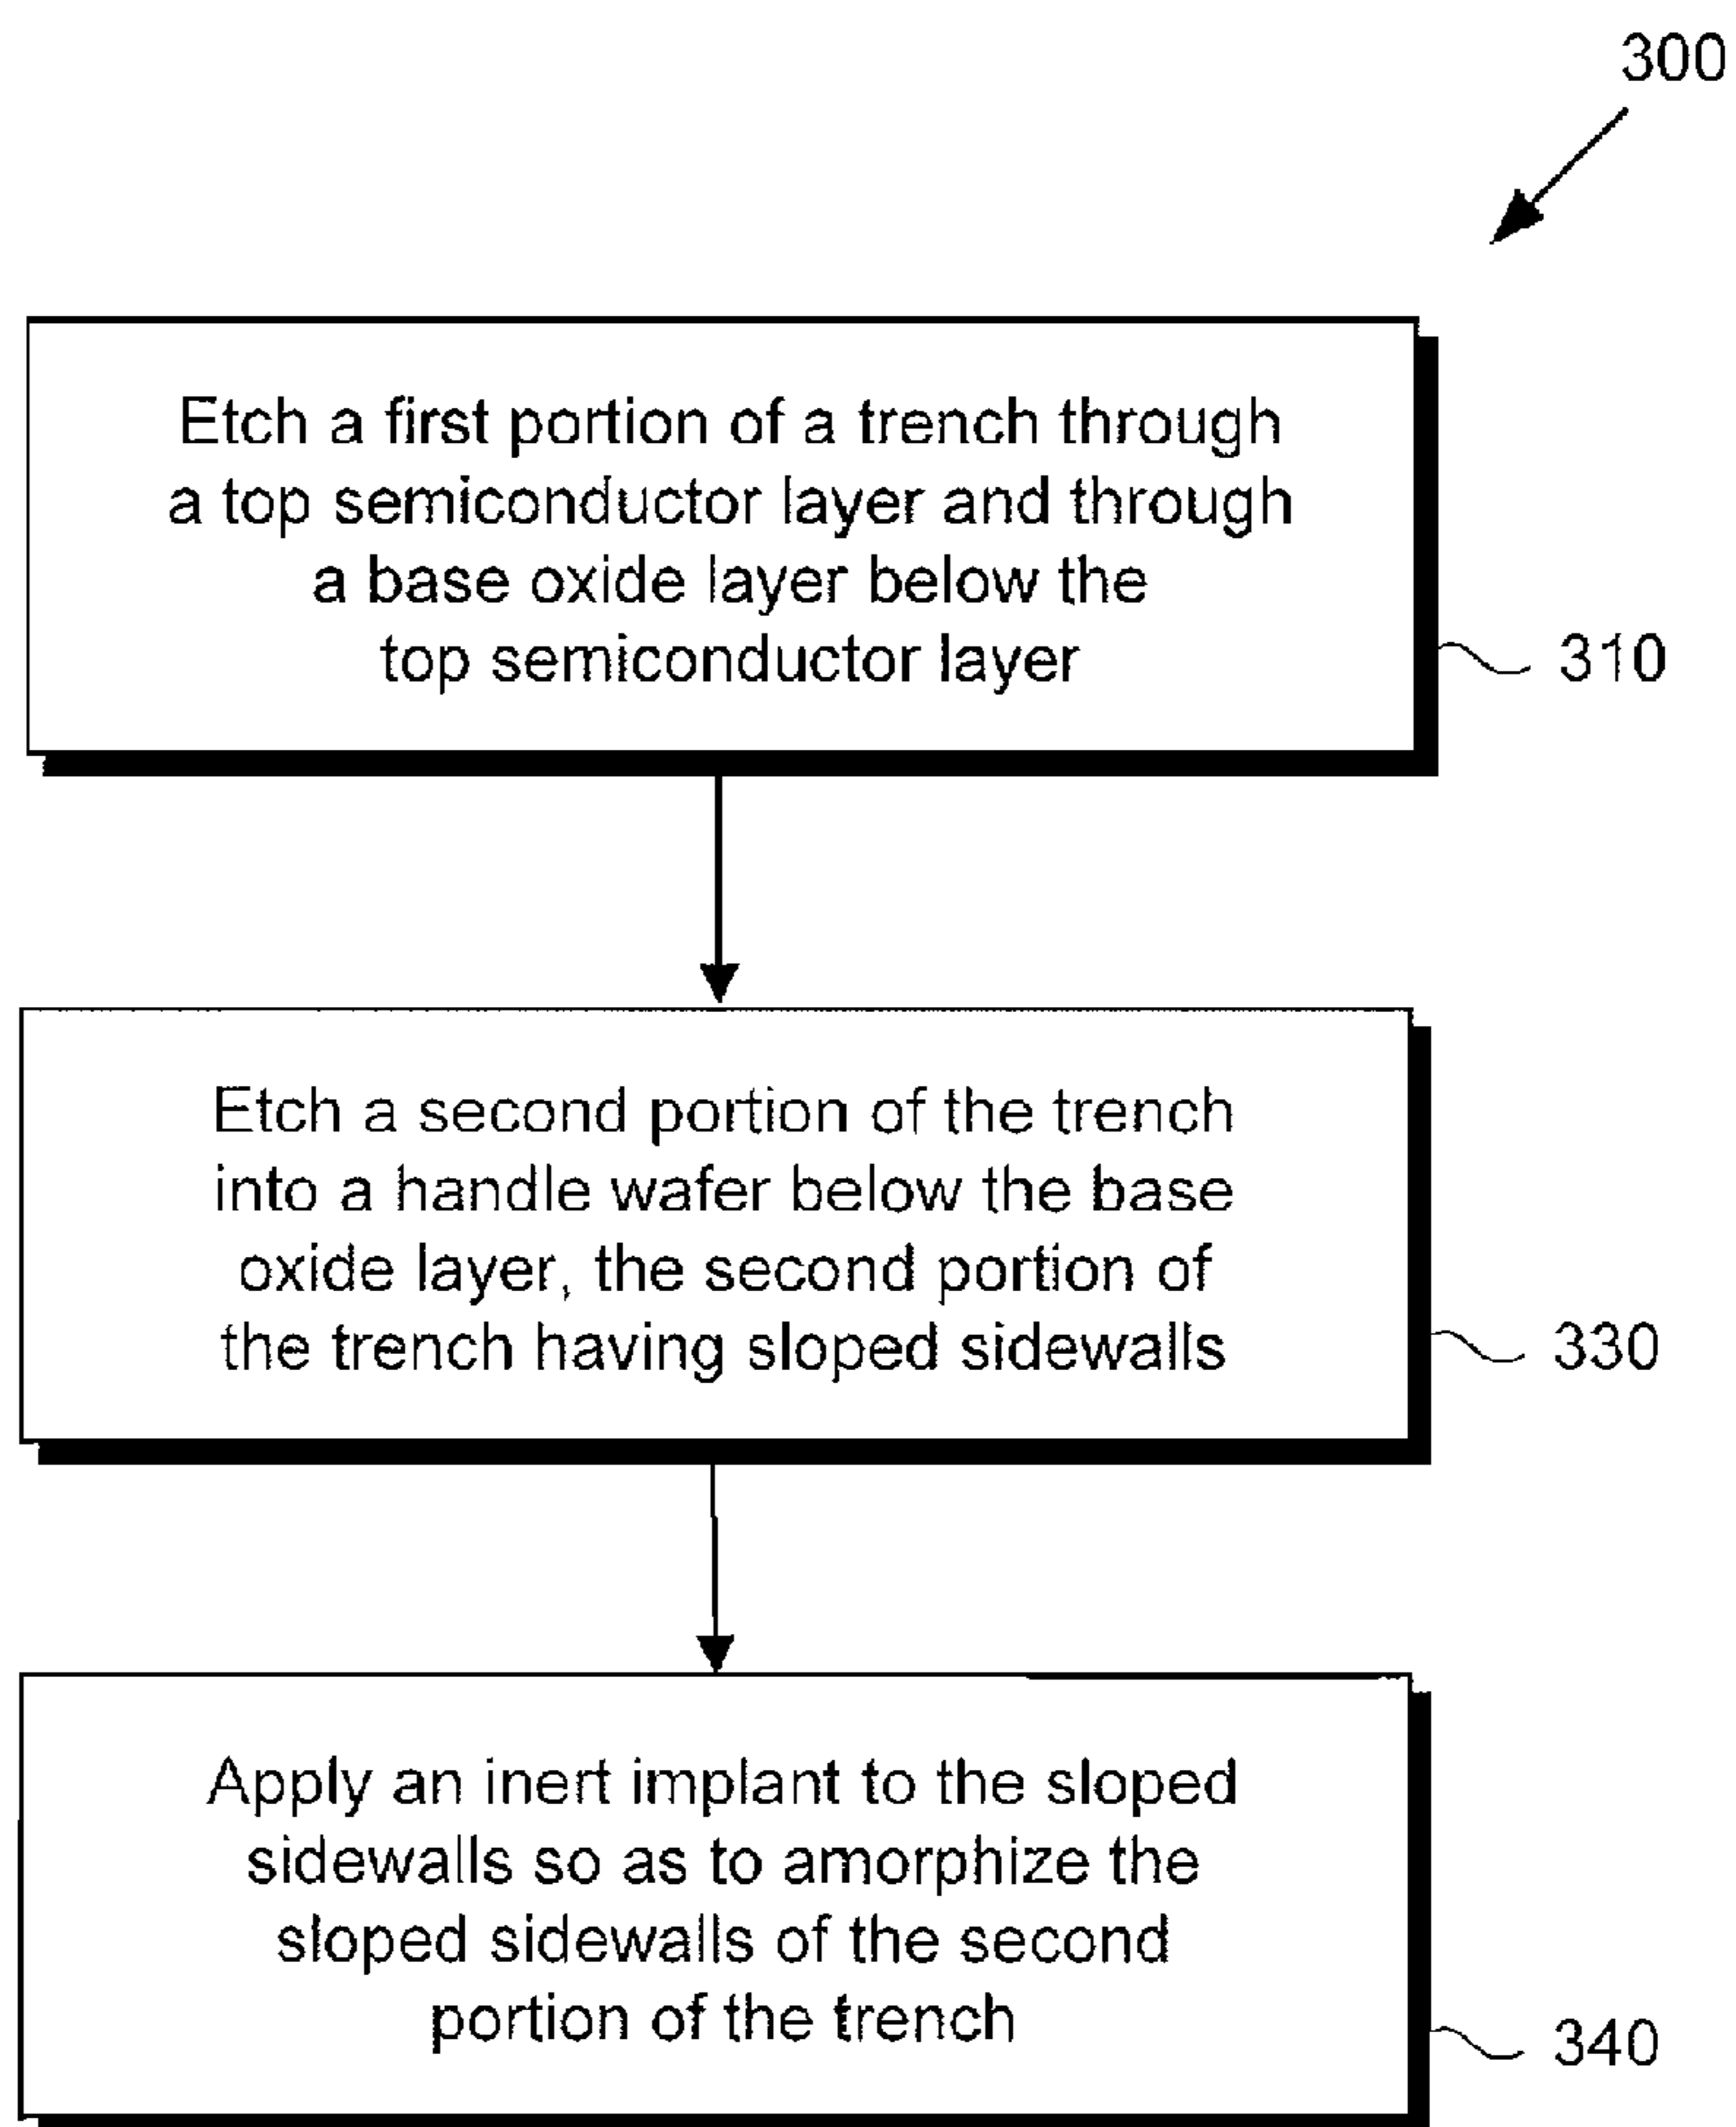 300
Etch a first portion of a trench through
a top semiconductor layer and through
a base oxide layer below the
top semiconductor layer
310
Etch a second portion of the trench
into a handle wafer below the base
oxide layer, the second portion of
the trench having sloped sidewalls
330
Apply an inert implant to the sloped
sidewalls so as to amorphize the
sloped sidewalls of the second
portion of the trench
340